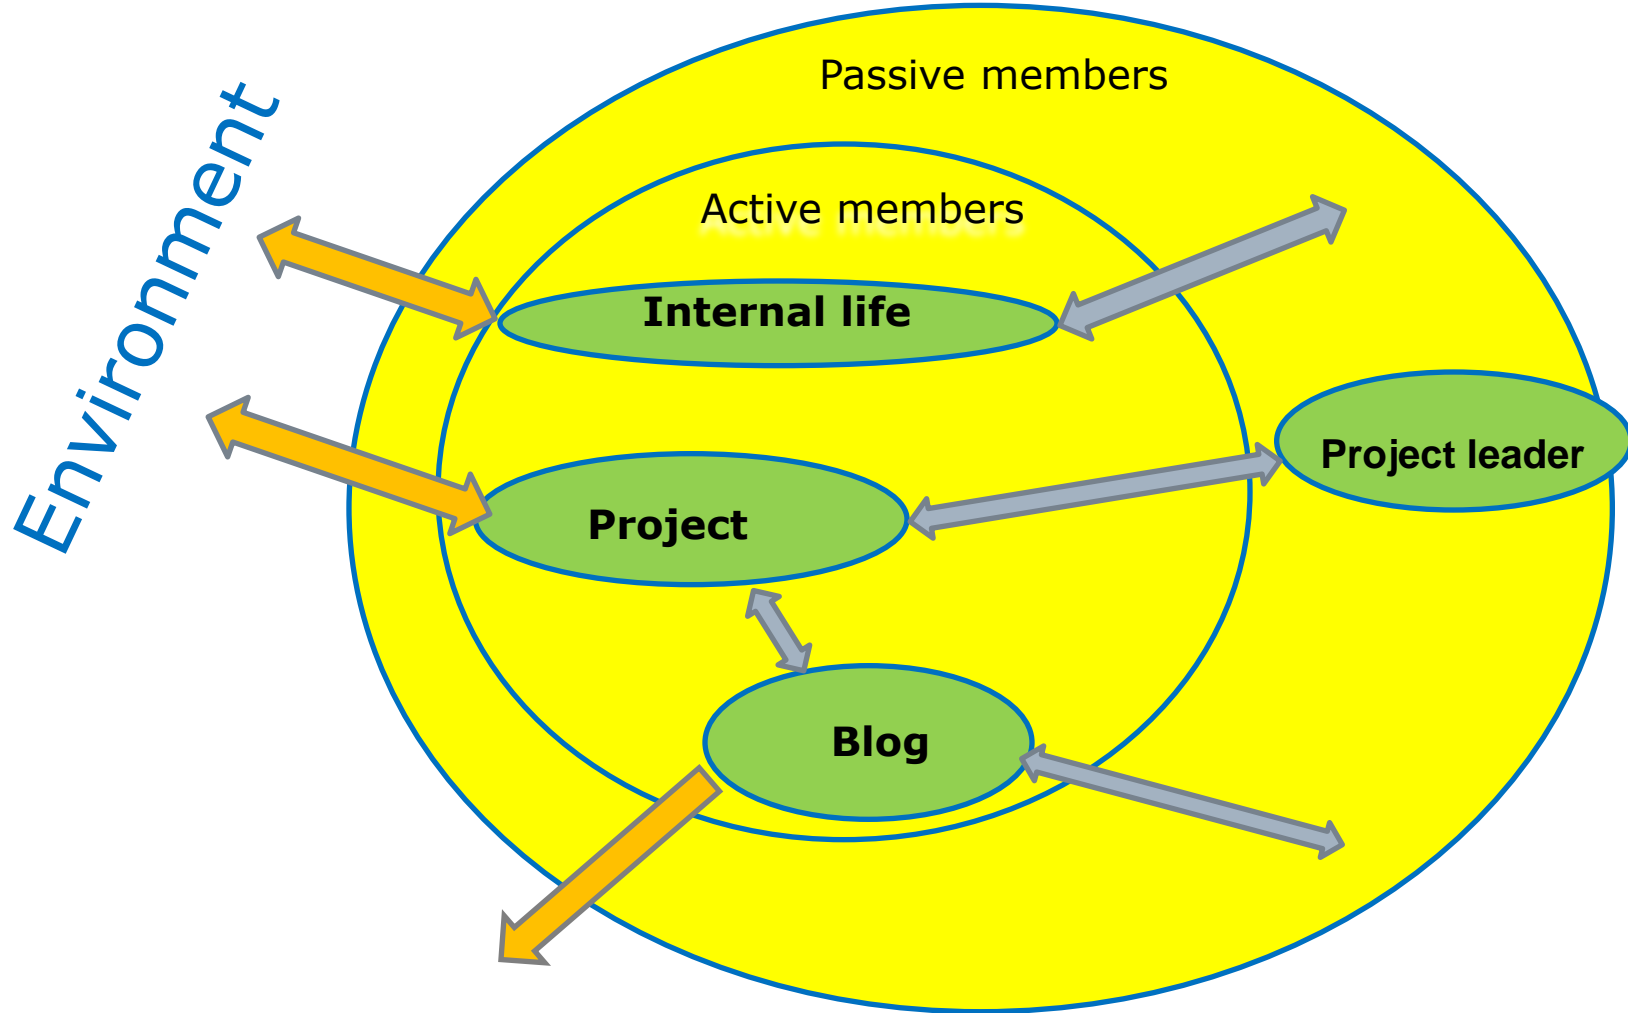 Environment
Passive members
Active members
Internal life
Project leader
Project
Blog